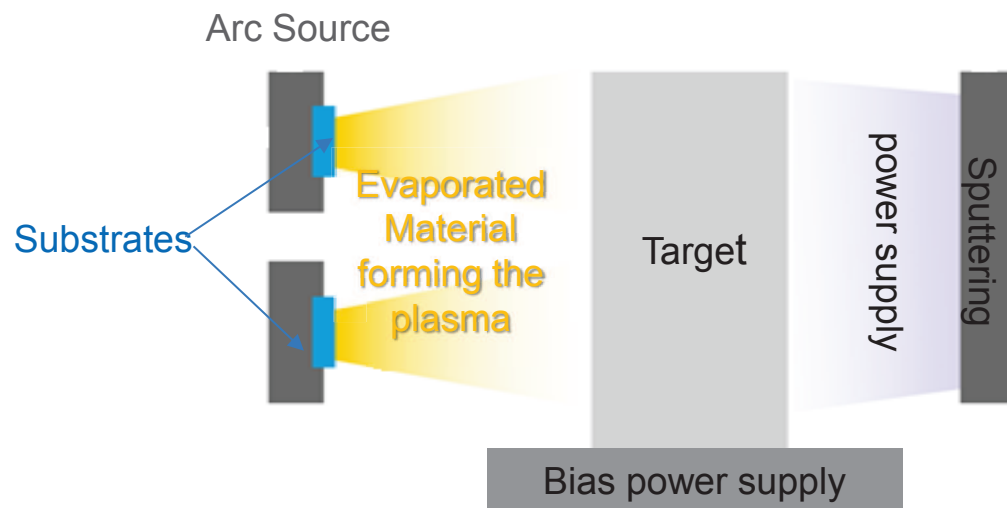 Arc Source
Substrates
Evaporated
Material
forming the
plasma
Target
power supply
Sputtering
Bias power supply